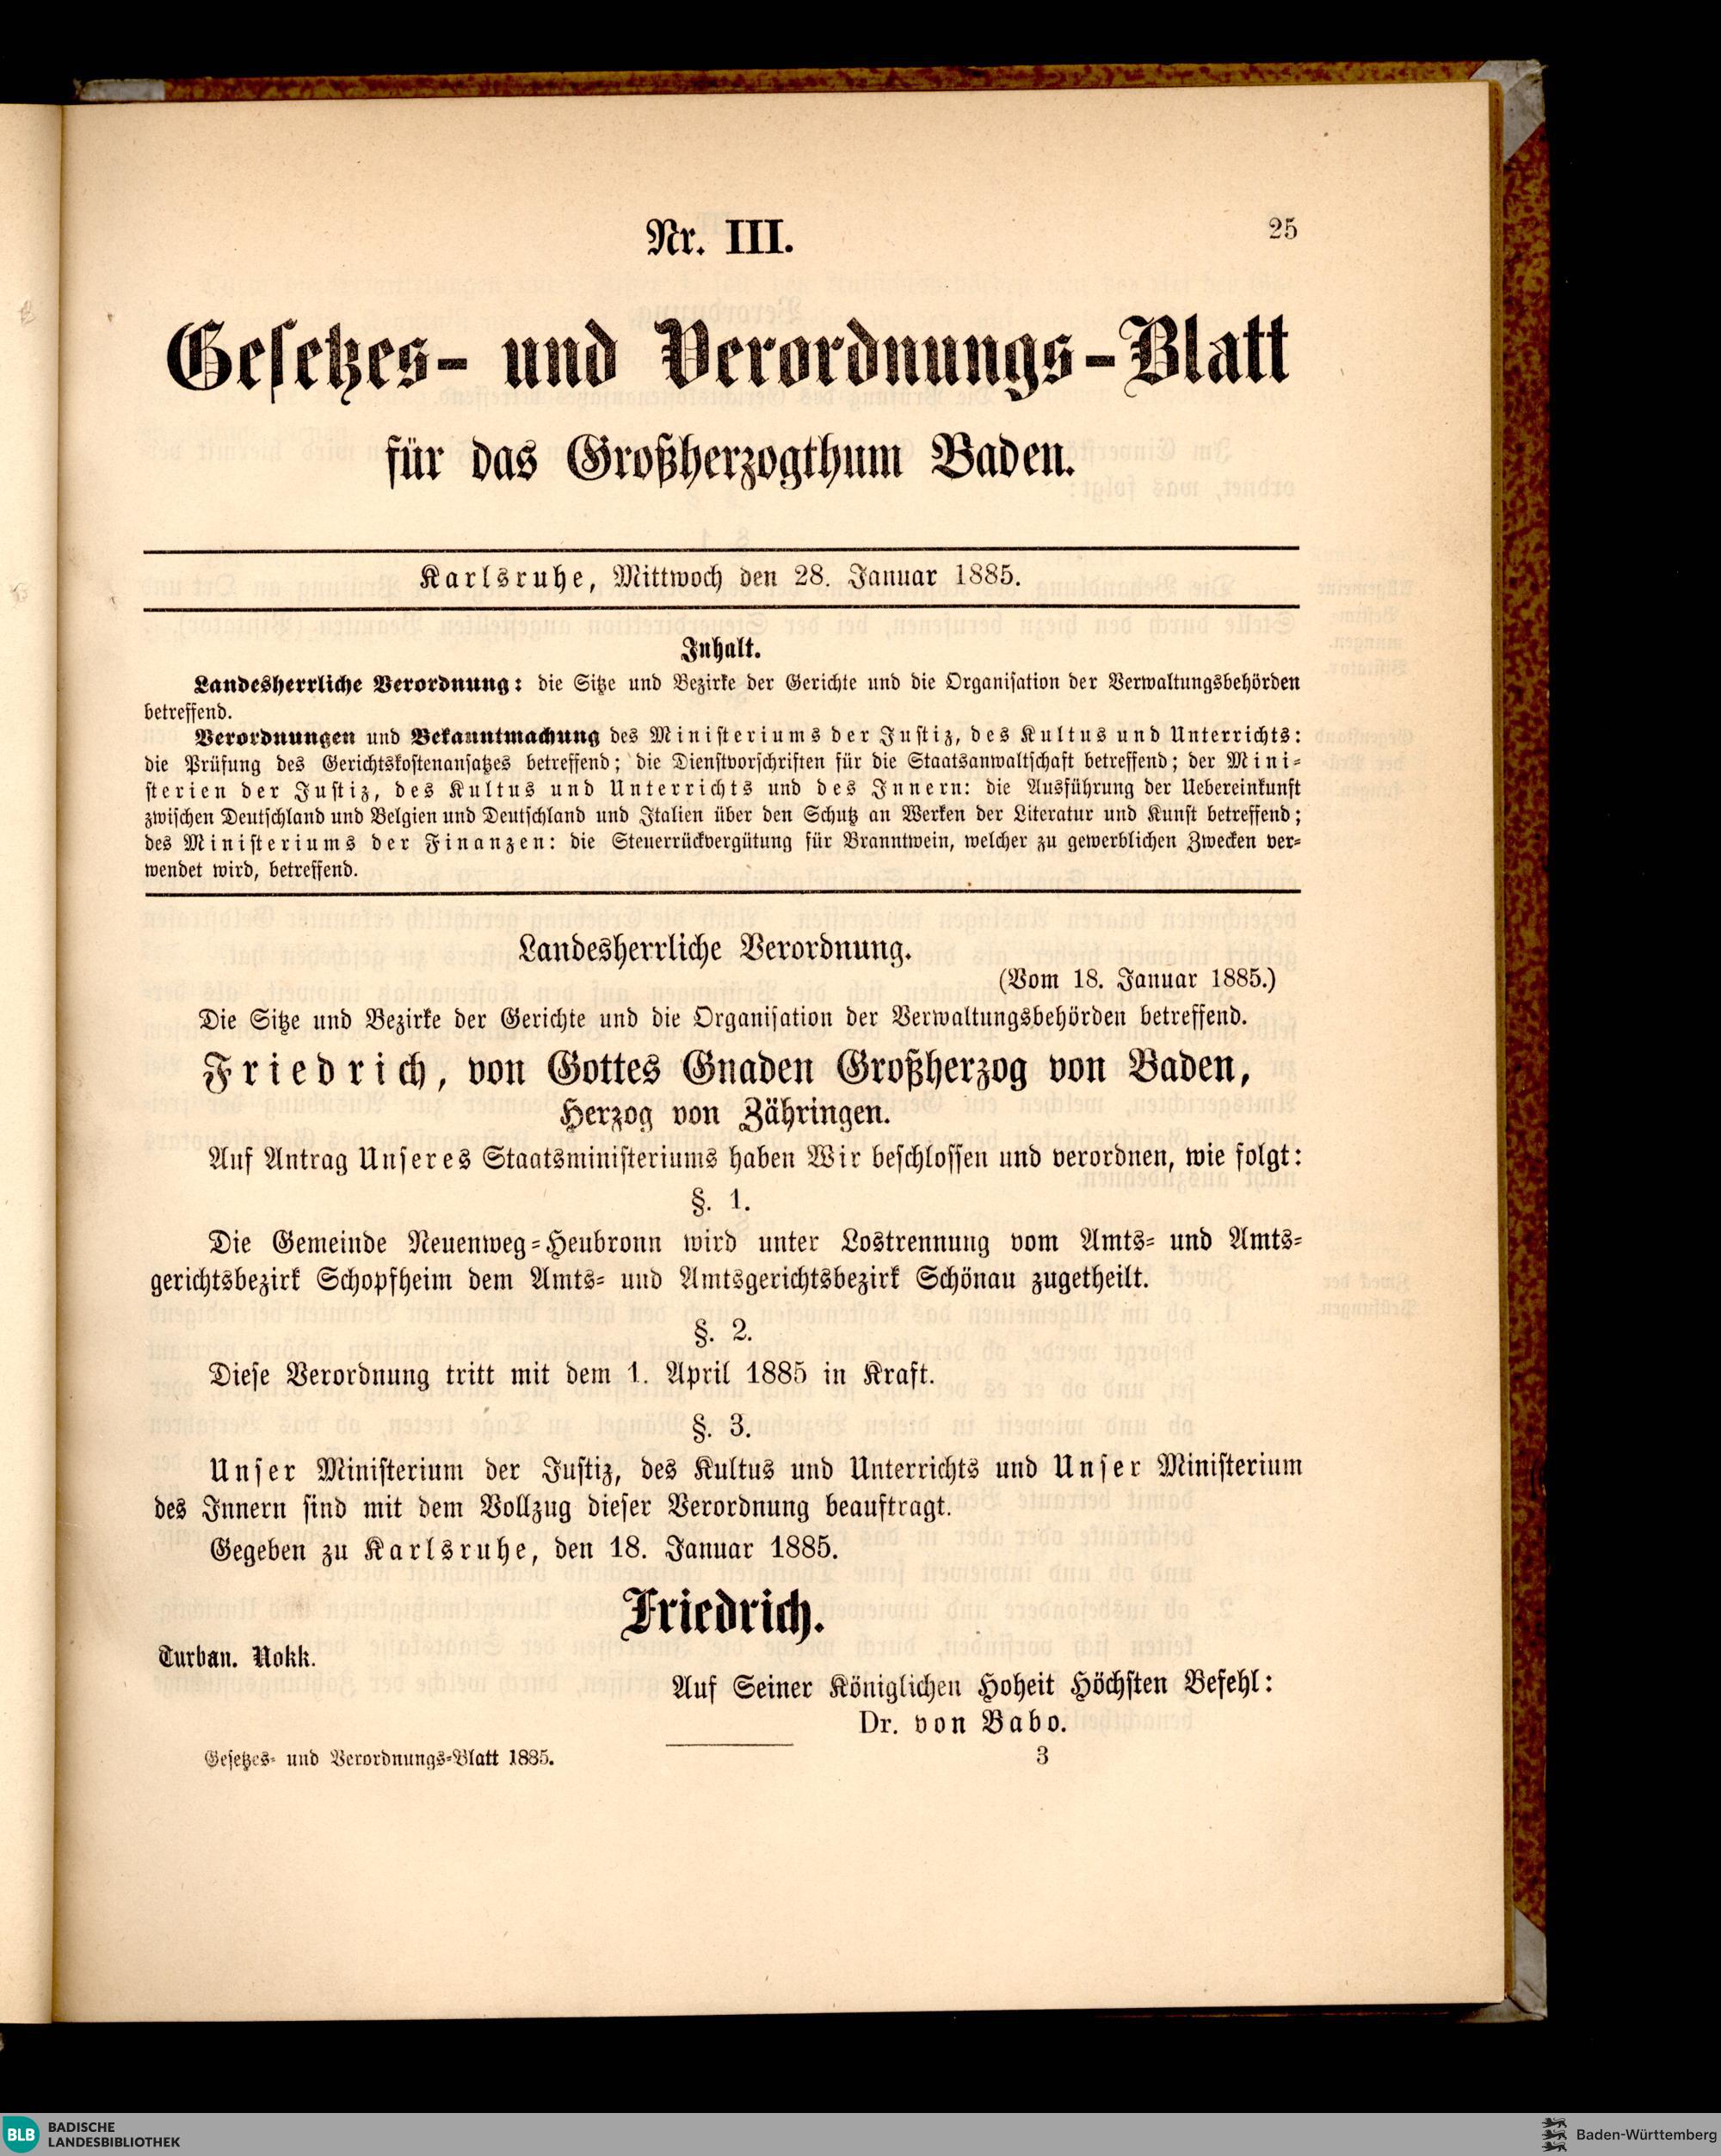 Nr. III.
25
Gesetzes- und Verordnungs-Blatt
für das Großherzogthum Baden.
Karlsruhe, Mittwoch den 28. Januar 1885.
Inhalt.
Landesherrliche Verordnung: die Sitze und Bezirke der Gerichte und die Organisation der Verwaltungsbehörden
betreffend.
Verordnungen und Bekanntmachung des Ministeriums der Justiz, des Kultus und Unterrichts:
die Prüfung des Gerichtskostenansatzes betreffend; die Dienstvorschriften für die Staatsanwaltschaft betreffend; der Mini-
sterien der Justiz, des Kultus und Unterrichts und des Innern: die Ausführung der Uebereinkunft
zwischen Deutschland und Belgien und Deutschland und Italien über den Schutz an Werken der Literatur und Kunst betreffend;
des Ministeriums der Finanzen: die Steuerrückvergütung für Branntwein, welcher zu gewerblichen Zwecken ver-
wendet wird, betreffend.
Landesherrliche Verordnung.
(Vom 18. Januar 1885.)
Die Sitze und Bezirke der Gerichte und die Organisation der Verwaltungsbehörden betreffend.
Friedrich, von Gottes Gnaden Großherzog von Baden,
Herzog von Zähringen.
Auf Antrag Unseres Staatsministeriums haben Wir beschlossen und verordnen, wie folgt:
§. 1.
Die Gemeinde Neuenweg-Heubronn wird unter Lostrennung vom Amts- und Amts-
gerichtsbezirk Schopfheim dem Amts- und Amtsgerichtsbezirk Schönau zugetheilt.
§. 2.
Diese Verordnung tritt mit dem 1. April 1885 in Kraft.
§. 3.
Unser Ministerium der Justiz, des Kultus und Unterrichts und Unser Ministerium
des Innern sind mit dem Vollzug dieser Verordnung beauftragt.
Gegeben zu Karlsruhe, den 18. Januar 1885.
Friedrich.
Turban. Nokk.
Auf Seiner Königlichen Hoheit Höchsten Befehl:
Dr. von Babo.
Gesetzes- und Verordnungs-Blatt 1885.
3
BLB BADISCHE
LANDESBIBLIOTHEK
Baden-Württemberg